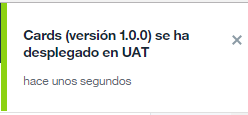 Cards (versión 1.0.0) se ha
desplegado en UAT
hace unos segundos